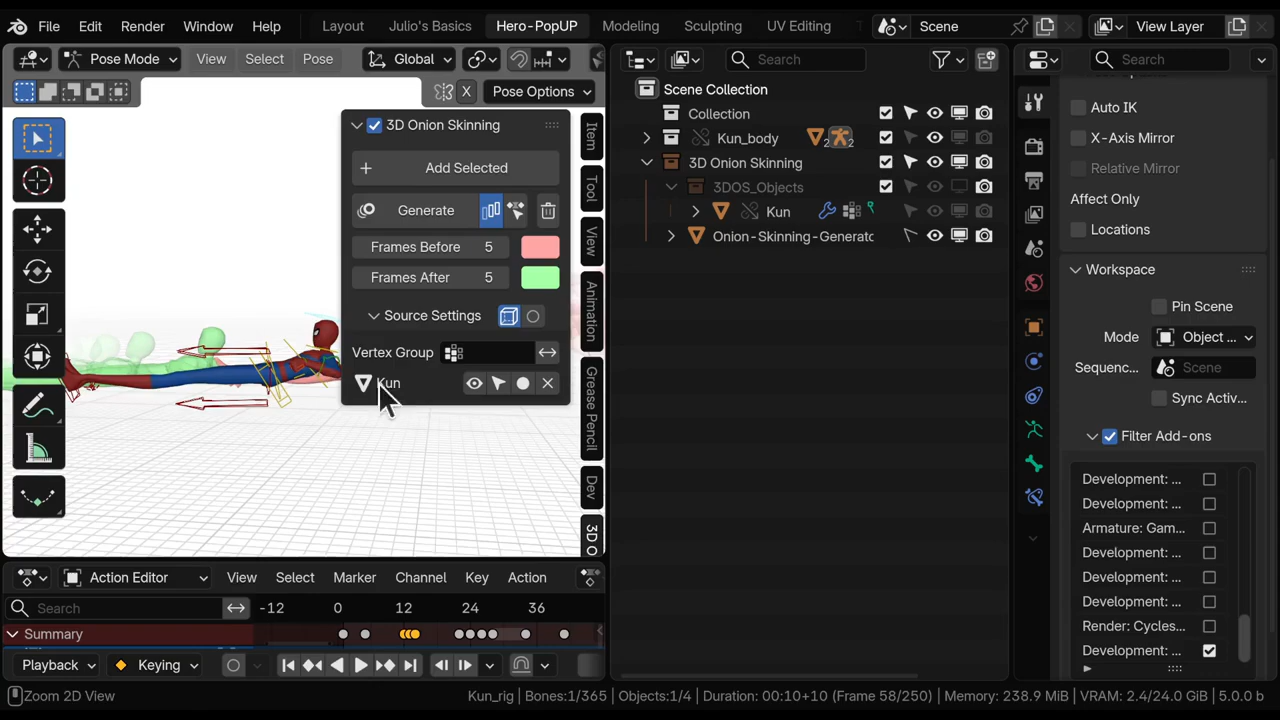 File Edit Render Window Help Layout Julio's Basics Hero-PopUP Modeling Sculpting UV Editing Scene View Layer
Pose Mode View Select Pose Global
X Pose Options
3D Onion Skinning
Add Selected
Generate
Frames Before 5
Frames After 5
Source Settings
Vertex Group
Kun
Item
Tool
View
Animation
Grease Pencil
Dev
3D O
Search
Scene Collection
Collection
Kun_body 2 2
3D Onion Skinning
3DOS_Objects
Kun
Onion-Skinning-Generato
Search
Auto IK
X-Axis Mirror
Relative Mirror
Affect Only
Locations
Workspace
Pin Scene
Mode Object ...
Sequenc... Scene
Sync Activ...
Filter Add-ons
Development: ...
Development: ...
Armature: Gam...
Development: ...
Development: ...
Development: ...
Render: Cycles...
Development: ...
Action Editor View Select Marker Channel Key Action
Search -12 0 12 24 36
Summary
Playback Keying
Zoom 2D View Kun_rig | Bones:1/365 | Objects:1/4 | Duration: 00:10+10 (Frame 58/250) | Memory: 238.9 MiB | VRAM: 2.4/24.0 GiB | 5.0.0 b